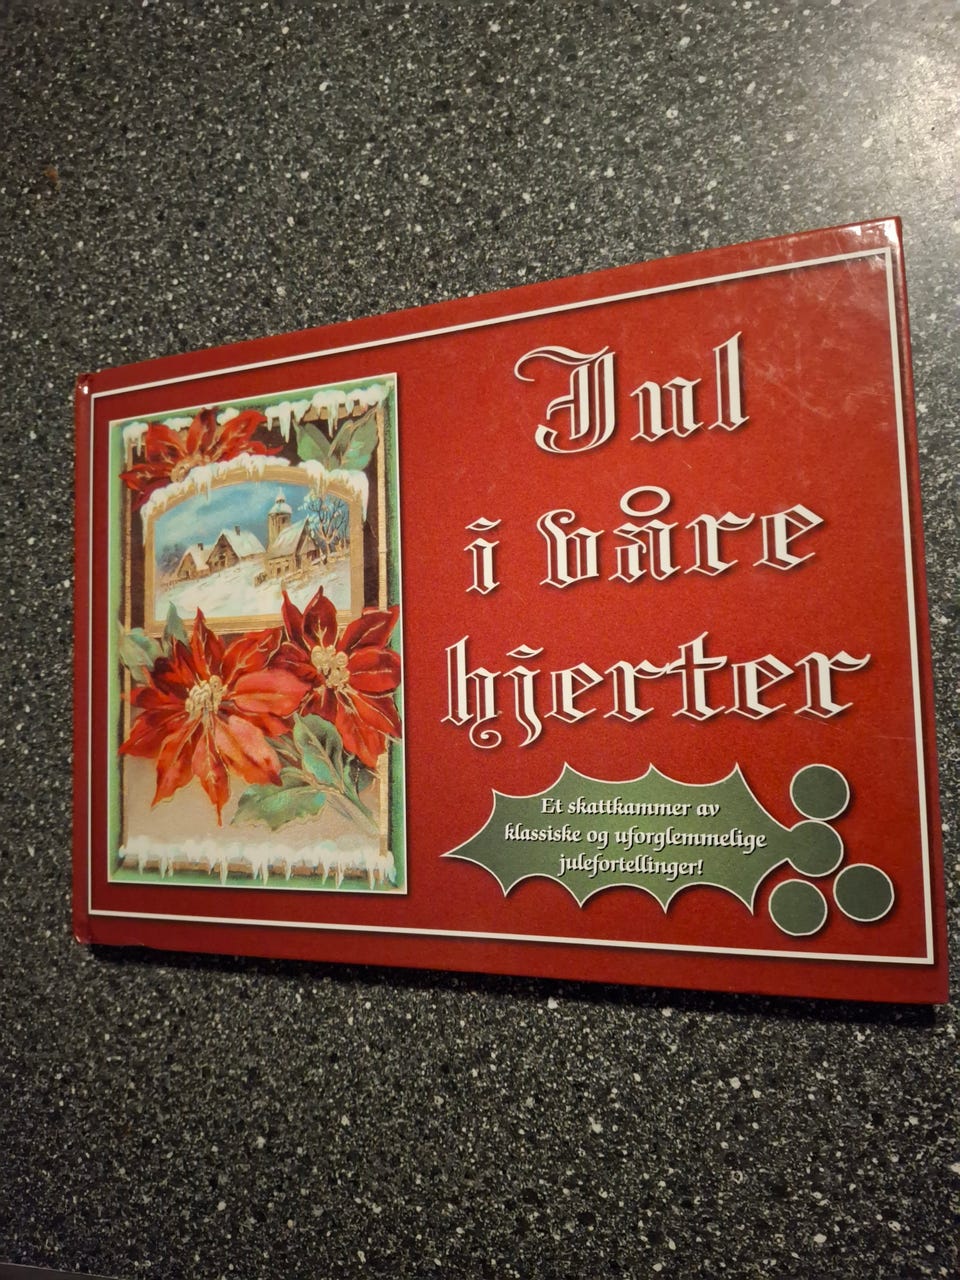 Jul
i våre
hjerter
Et skattkammer av
klassiske og uforglemmelige
julefortellinger!